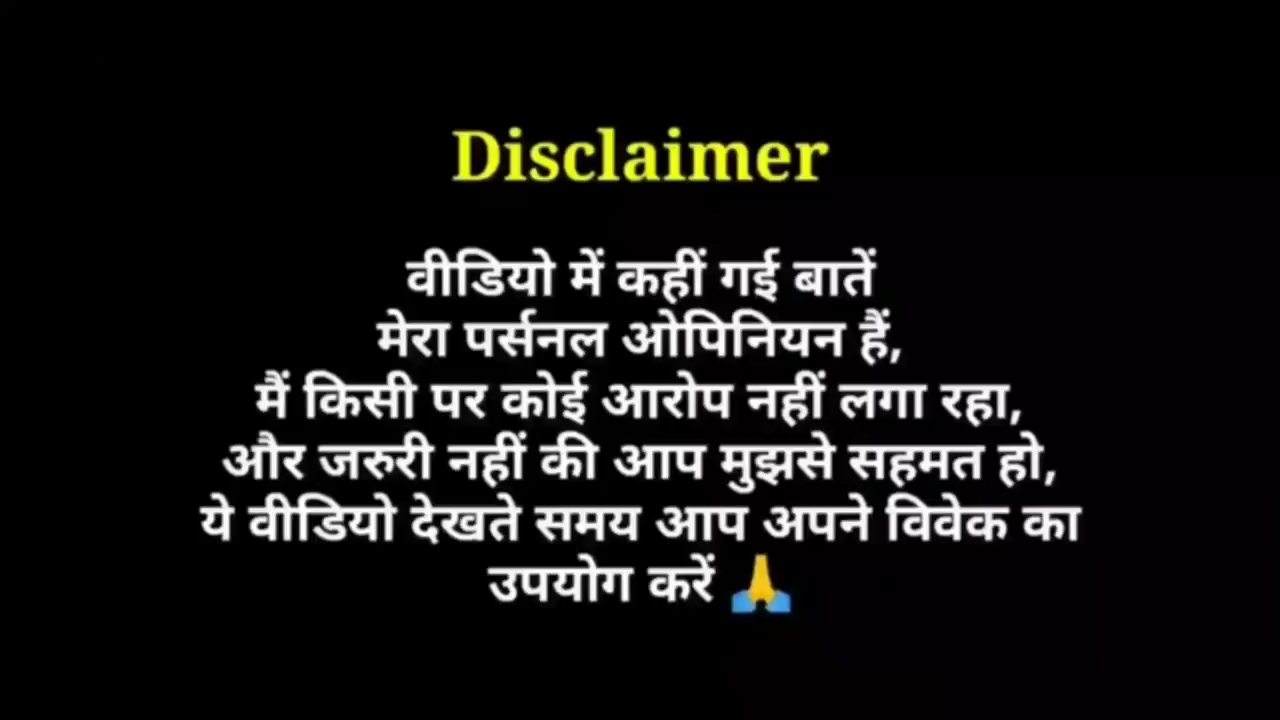 Disclaimer
वीडियो में कहीं गई बातें
मेरा पर्सनल ओपिनियन हैं,
मैं किसी पर कोई आरोप नहीं लगा रहा,
और जरुरी नहीं की आप मुझसे सहमत हो,
ये वीडियो देखते समय आप अपने विवेक का
उपयोग करें 🙏